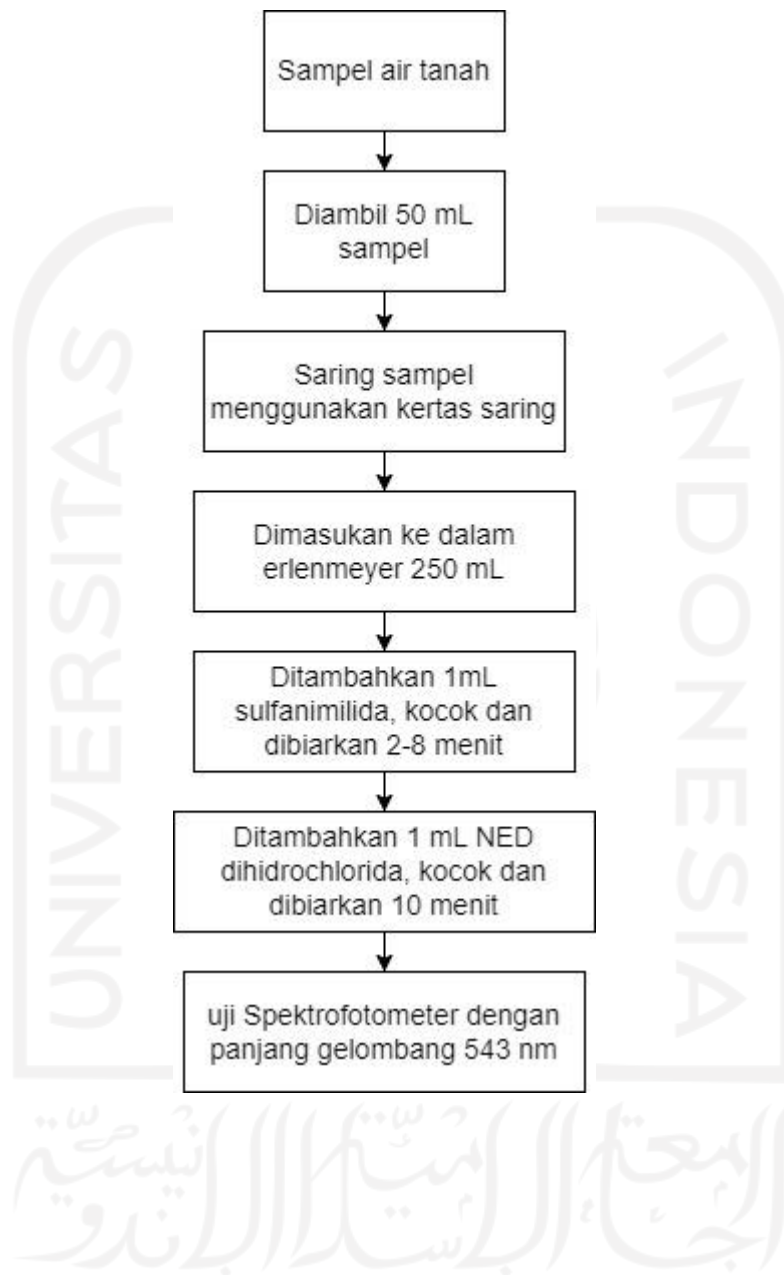 Sampel air tanah
Diambil 50 mL
sampel
Saring sampel
menggunakan kertas saring
Dimasukan ke dalam
erlenmeyer 250 mL
Ditambahkan 1mL
sulfanimilida, kocok dan
dibiarkan 2-8 menit
Ditambahkan 1 mL NED
dihidrochlorida, kocok dan
dibiarkan 10 menit
uji Spektrofotometer dengan
panjang gelombang 543 nm
UNIVERSITAS
INDONESIA